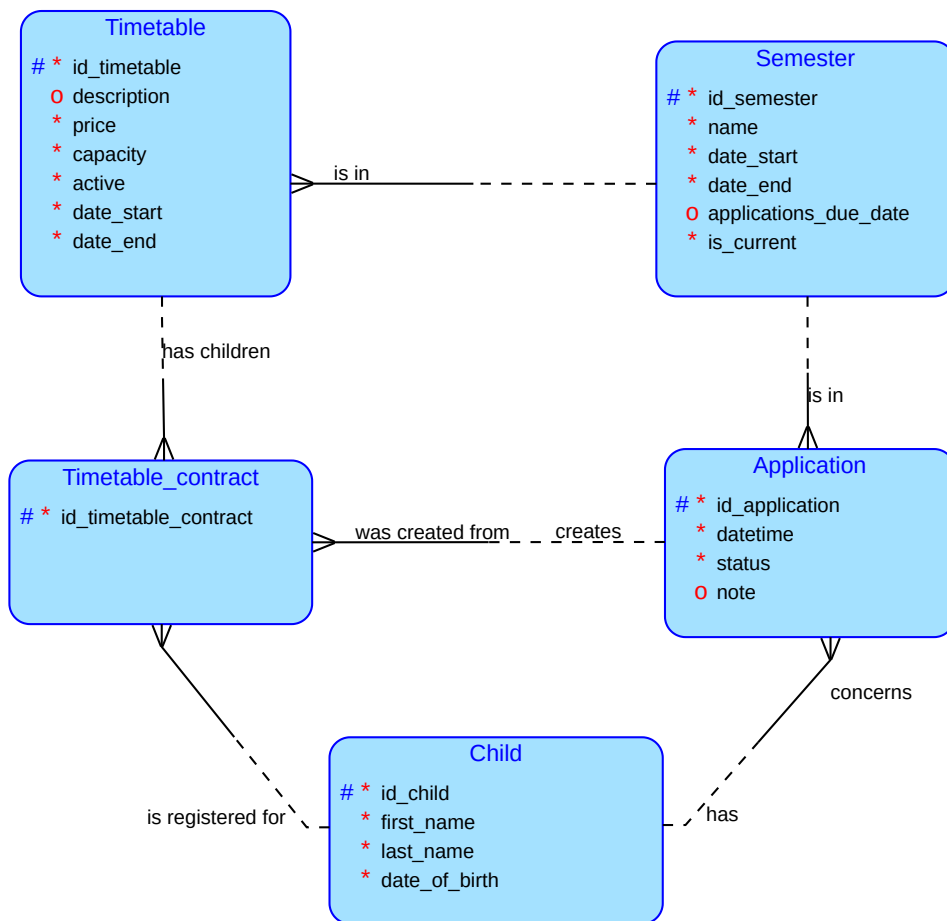 Timetable
# * id_timetable
o description
* price
* capacity
* active
* date_start
* date_end
Semester
# * id_semester
* name
* date_start
* date_end
o applications_due_date
* is_current
is in
has children
is in
Timetable_contract
# * id_timetable_contract
Application
# * id_application
* datetime
* status
o note
was created from
creates
concerns
Child
# * id_child
* first_name
* last_name
* date_of_birth
is registered for
has